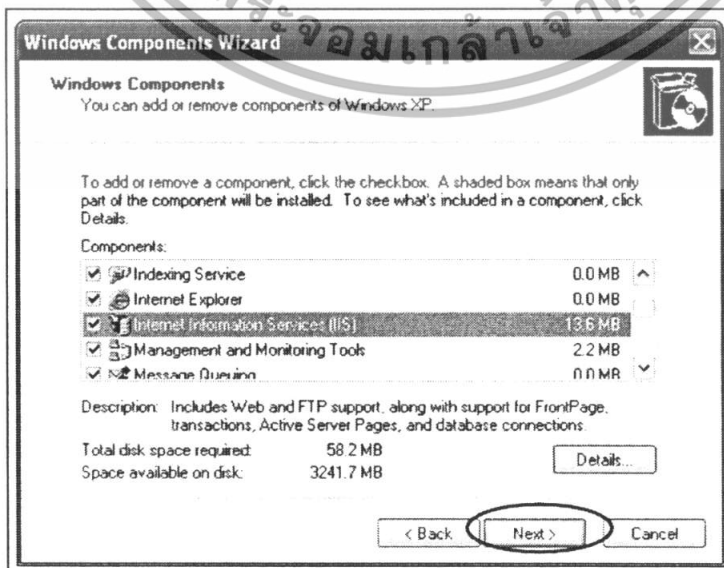 Windows Components Wizard
Windows Components
You can add or remove components of Windows XP.
To add or remove a component, click the checkbox. A shaded box means that only
part of the component will be installed. To see what's included in a component, click
Details.
Components:
Indexing Service 0.0 MB
Internet Explorer 0.0 MB
Internet Information Services (IIS) 13.6 MB
Management and Monitoring Tools 2.2 MB
Message Queuing 0.0 MB
Description: Includes Web and FTP support, along with support for FrontPage,
transactions, Active Server Pages, and database connections.
Total disk space required: 58.2 MB
Space available on disk: 3241.7 MB
Details...
< Back
Next >
Cancel